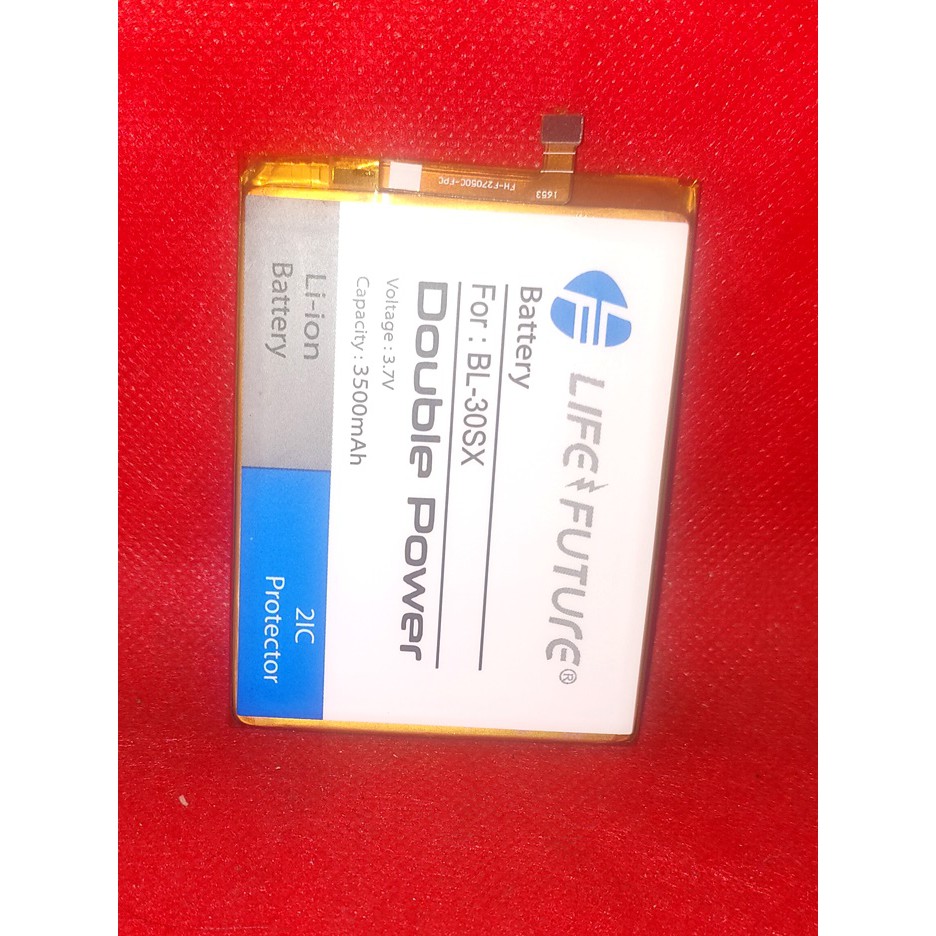 LIFE FUTURE®
Battery
For : BL-30SX
Double Power
Voltage : 3.7V
Capacity : 3500mAh
Li-ion
Battery
2IC
Protector
FH-F27050C-FPC
1653